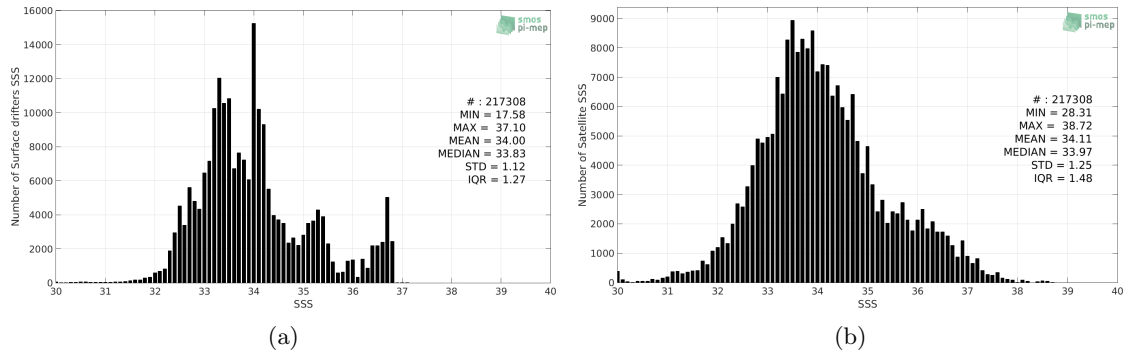 16000
14000
12000
10000
8000
6000
4000
2000
0
Number of Surface drifters SSS
30 31 32 33 34 35 36 37 38 39 40
SSS
smos
pi-mep
# : 217308
MIN = 17.58
MAX = 37.10
MEAN = 34.00
MEDIAN = 33.83
STD = 1.12
IQR = 1.27
(a)
9000
8000
7000
6000
5000
4000
3000
2000
1000
0
Number of Satellite SSS
30 31 32 33 34 35 36 37 38 39 40
SSS
smos
pi-mep
# : 217308
MIN = 28.31
MAX = 38.72
MEAN = 34.11
MEDIAN = 33.97
STD = 1.25
IQR = 1.48
(b)